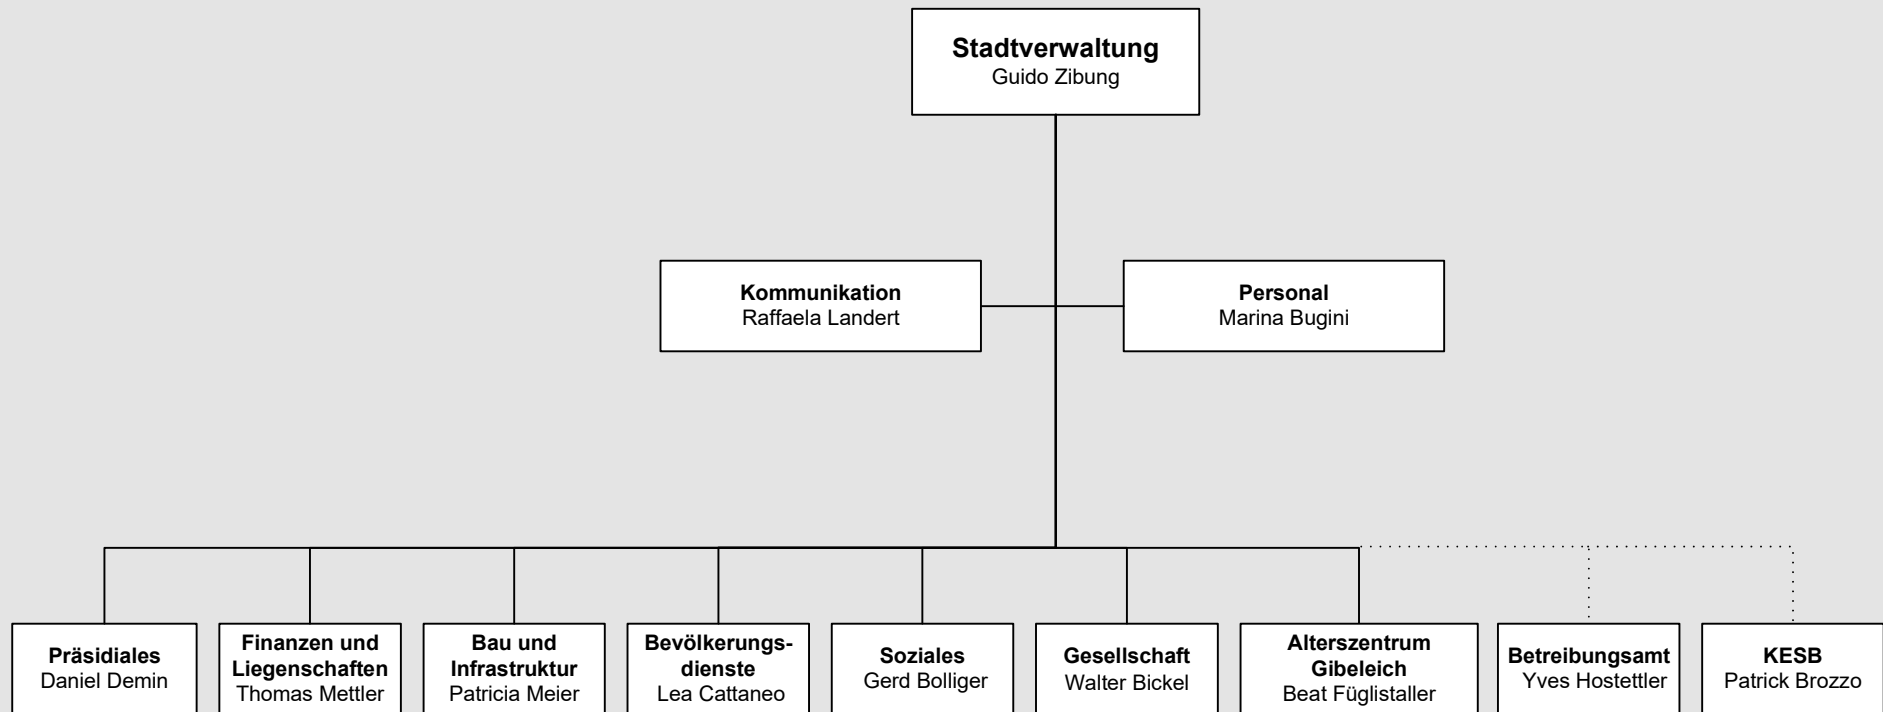 Stadtverwaltung
Guido Zibung
Kommunikation
Raffaela Landert
Personal
Marina Bugini
Präsidiales
Daniel Demin
Finanzen und
Liegenschaften
Thomas Mettler
Bau und
Infrastruktur
Patricia Meier
Bevölkerungs-
dienste
Lea Cattaneo
Soziales
Gerd Bolliger
Gesellschaft
Walter Bickel
Alterszentrum
Gibeleich
Beat Füglistaller
Betreibungsamt
Yves Hostettler
KESB
Patrick Brozzo